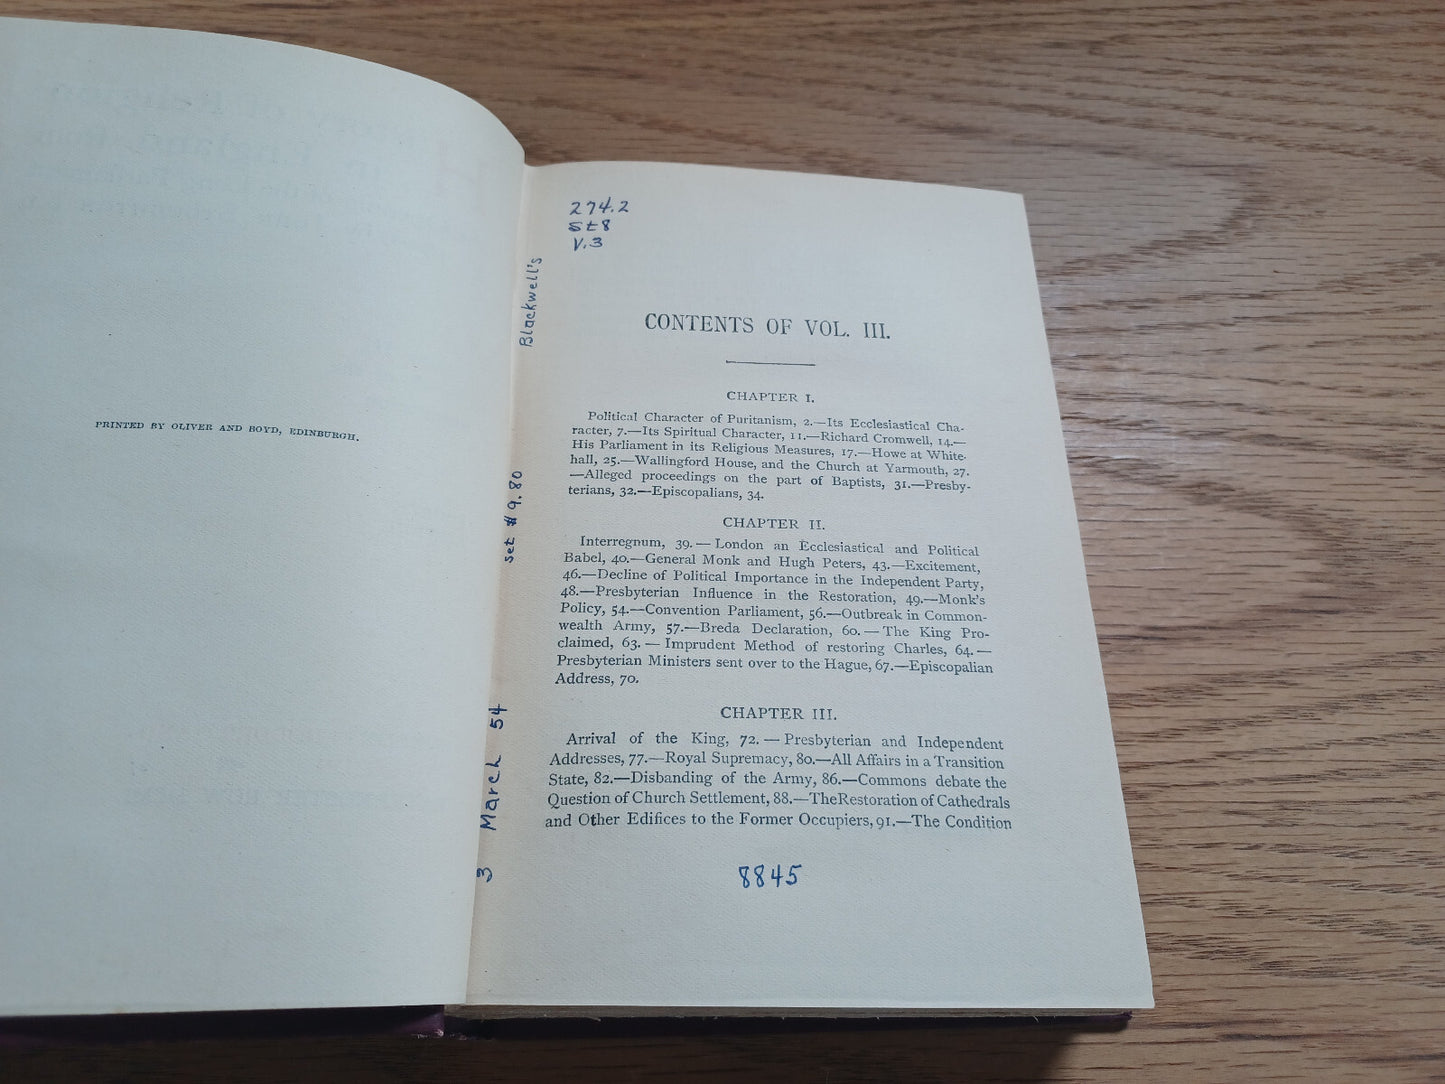 PRINTED BY OLIVER AND BOYD, EDINBURGH.
274.2
St8
V.3
Blackwell's
set $9.80
3 March 54
CONTENTS OF VOL. III.
CHAPTER I.
Political Character of Puritanism, 2.—Its Ecclesiastical Cha-
racter, 7.—Its Spiritual Character, 11.—Richard Cromwell, 14.—
His Parliament in its Religious Measures, 17.—Howe at White-
hall, 25.—Wallingford House, and the Church at Yarmouth, 27.
—Alleged proceedings on the part of Baptists, 31.—Presby-
terians, 32.—Episcopalians, 34.
CHAPTER II.
Interregnum, 39.—London an Ecclesiastical and Political
Babel, 40.—General Monk and Hugh Peters, 43.—Excitement,
46.—Decline of Political Importance in the Independent Party,
48.—Presbyterian Influence in the Restoration, 49.—Monk's
Policy, 54.—Convention Parliament, 56.—Outbreak in Common-
wealth Army, 57.—Breda Declaration, 60.—The King Pro-
claimed, 63.—Imprudent Method of restoring Charles, 64.—
Presbyterian Ministers sent over to the Hague, 67.—Episcopalian
Address, 70.
CHAPTER III.
Arrival of the King, 72.—Presbyterian and Independent
Addresses, 77.—Royal Supremacy, 80.—All Affairs in a Transition
State, 82.—Disbanding of the Army, 86.—Commons debate the
Question of Church Settlement, 88.—The Restoration of Cathedrals
and Other Edifices to the Former Occupiers, 91.—The Condition
8845